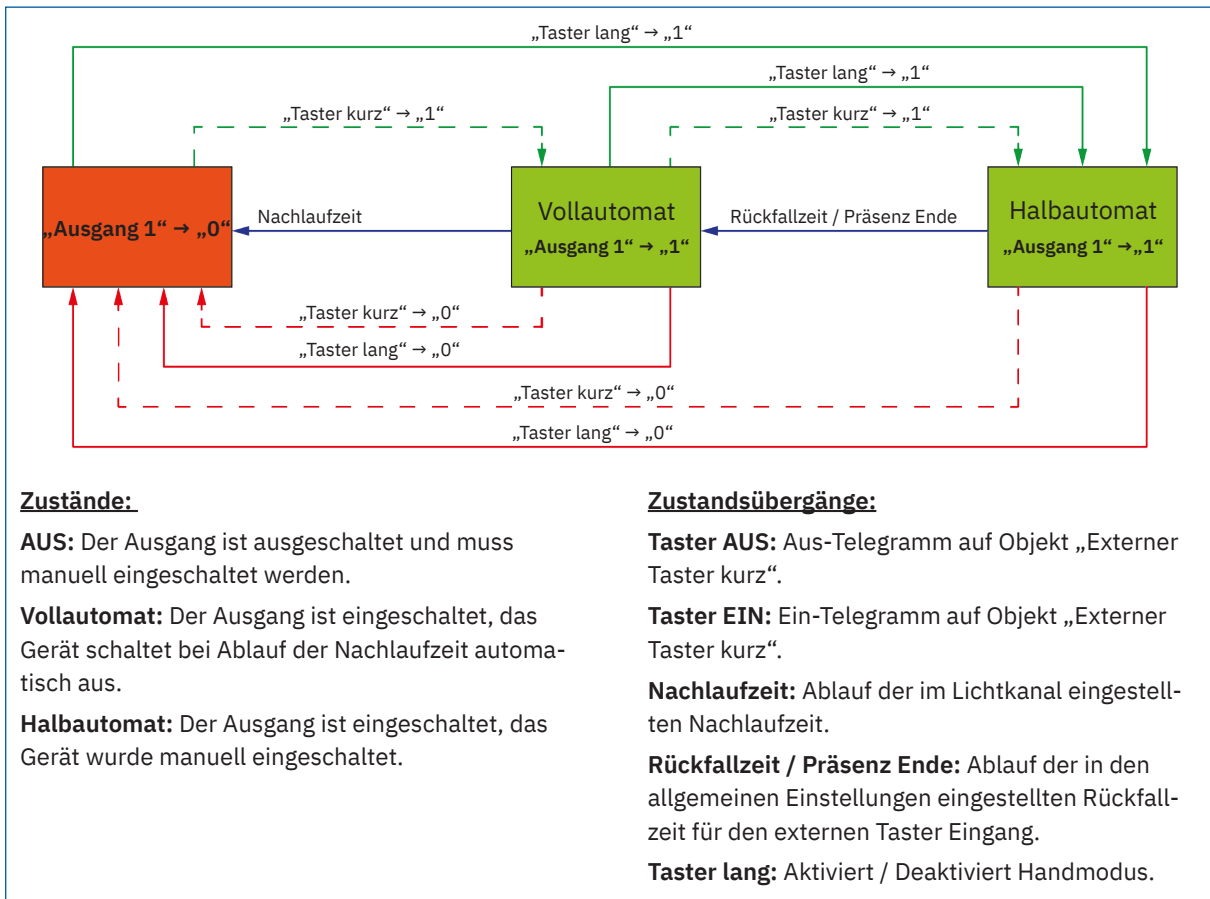 „Taster lang“ → „1“
„Taster lang“ → „1“
„Taster kurz“ → „1“
„Taster kurz“ → „1“
„Ausgang 1“ → „0“
Nachlaufzeit
Vollautomat
„Ausgang 1“ → „1“
Rückfallzeit / Präsenz Ende
Halbautomat
„Ausgang 1“ →„1“
„Taster kurz“ → „0“
„Taster lang“ → „0“
„Taster kurz“ → „0“
„Taster lang“ → „0“
Zustände:
AUS: Der Ausgang ist ausgeschaltet und muss
manuell eingeschaltet werden.
Vollautomat: Der Ausgang ist eingeschaltet, das
Gerät schaltet bei Ablauf der Nachlaufzeit automa-
tisch aus.
Halbautomat: Der Ausgang ist eingeschaltet, das
Gerät wurde manuell eingeschaltet.
Zustandsübergänge:
Taster AUS: Aus-Telegramm auf Objekt „Externer
Taster kurz“.
Taster EIN: Ein-Telegramm auf Objekt „Externer
Taster kurz“.
Nachlaufzeit: Ablauf der im Lichtkanal eingestell-
ten Nachlaufzeit.
Rückfallzeit / Präsenz Ende: Ablauf der in den
allgemeinen Einstellungen eingestellten Rückfall-
zeit für den externen Taster Eingang.
Taster lang: Aktiviert / Deaktiviert Handmodus.